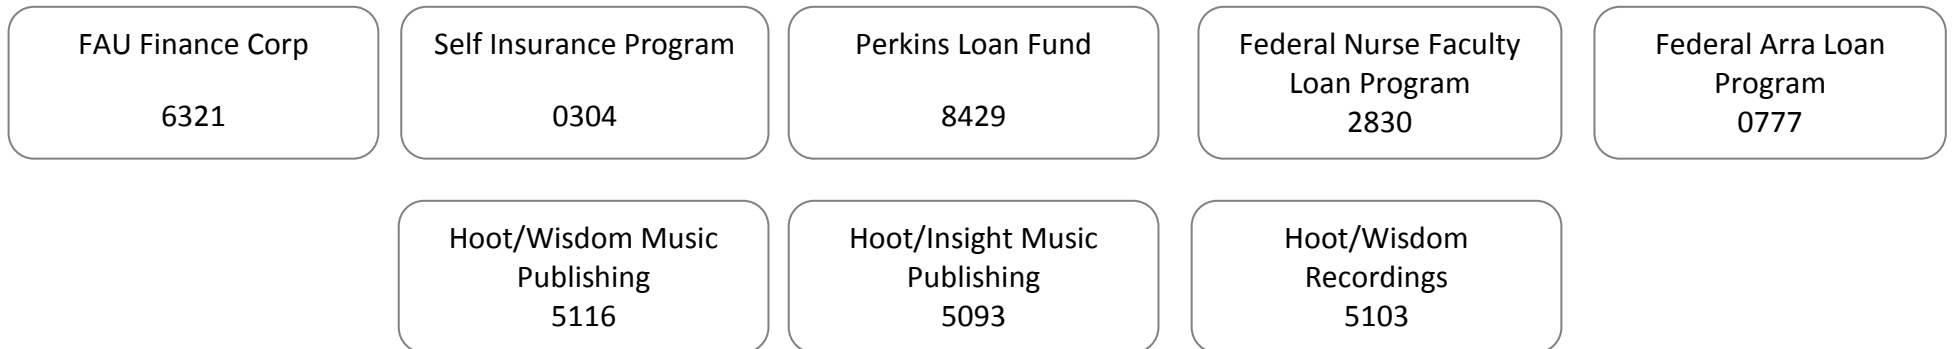 FAU Finance Corp
6321
Self Insurance Program
0304
Perkins Loan Fund
8429
Federal Nurse Faculty
Loan Program
2830
Federal Arra Loan
Program
0777
Hoot/Wisdom Music
Publishing
5116
Hoot/Insight Music
Publishing
5093
Hoot/Wisdom
Recordings
5103